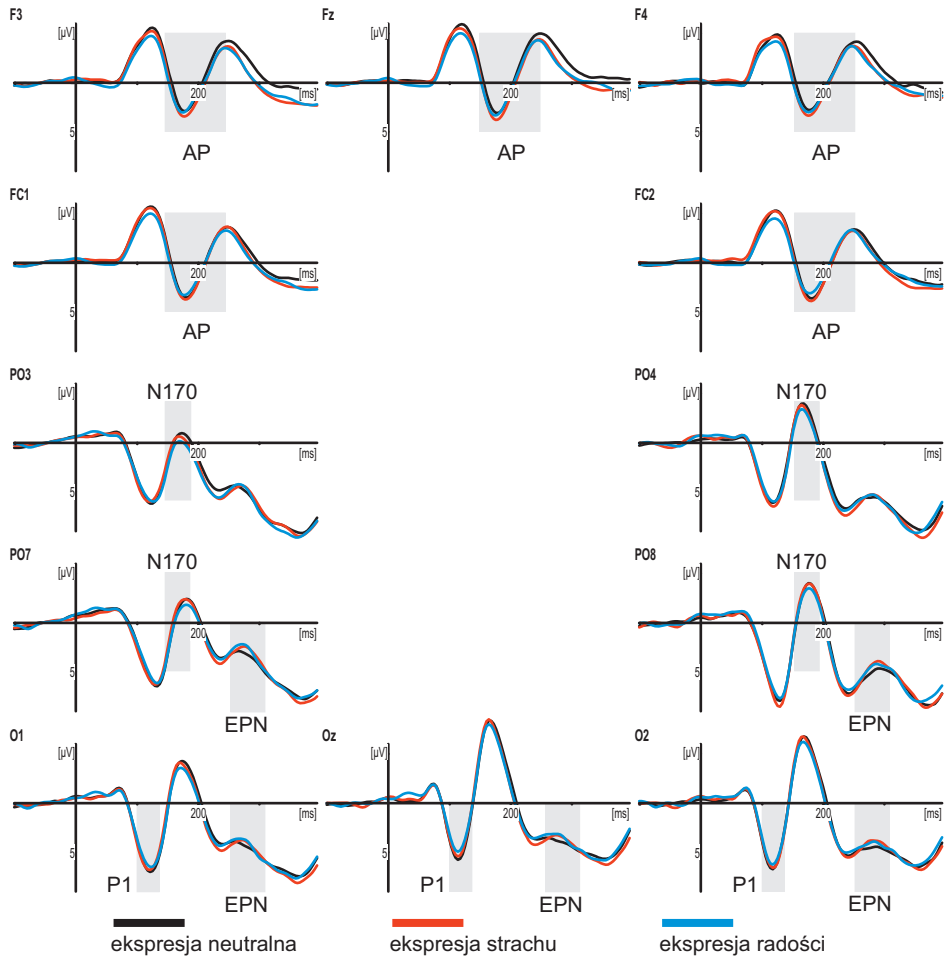 F3 Fz F4
[µV] [µV] [µV]
200 [ms] 200 [ms] 200 [ms]
5 5 5
AP AP AP
FC1 FC2
[µV] [µV]
200 [ms] 200 [ms]
5 5
AP AP
PO3 PO4
N170 N170
[µV] [µV]
200 [ms] 200 [ms]
5 5
PO7 PO8
N170 N170
[µV] [µV]
200 [ms] 200 [ms]
5 5
EPN EPN
O1 Oz O2
[µV] [µV] [µV]
200 [ms] 200 [ms] 200 [ms]
5 5 5
P1 P1 P1
EPN EPN EPN
ekspresja neutralna ekspresja strachu ekspresja radości